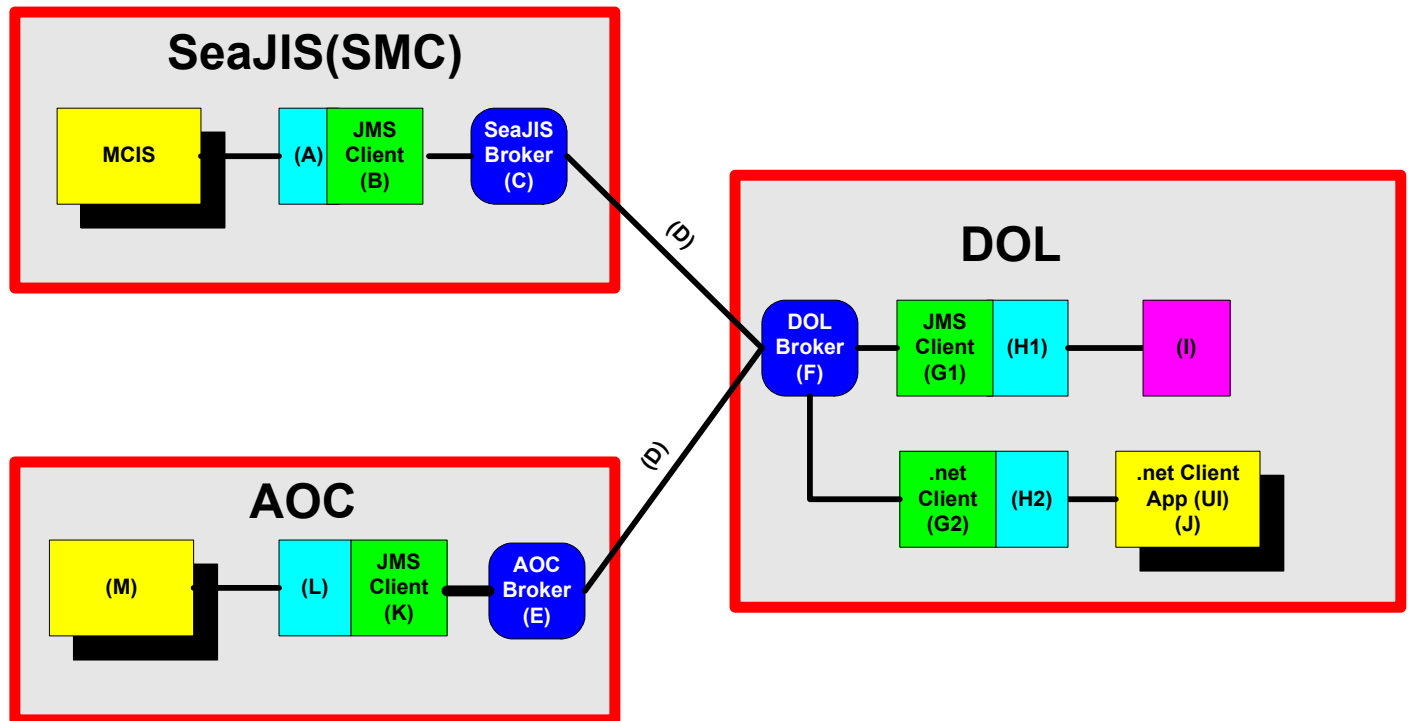 SeaJIS(SMC)
MCIS
(A)
JMS
Client
(B)
SeaJIS
Broker
(C)
(D)
DOL
DOL
Broker
(F)
JMS
Client
(G1)
(H1)
(I)
.net
Client
(G2)
(H2)
.net Client
App (UI)
(J)
(D)
AOC
(M)
(L)
JMS
Client
(K)
AOC
Broker
(E)